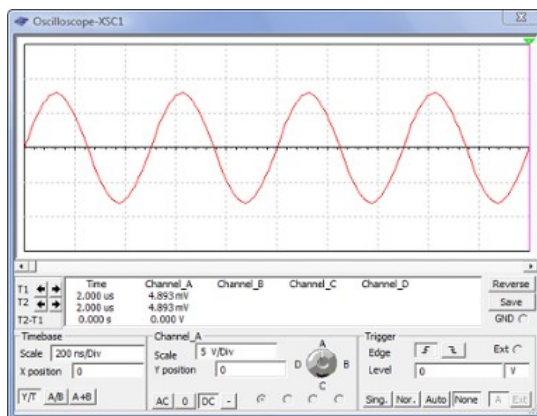 Oscilloscope-XSC1
Time Channel_A Channel_B Channel_C Channel_D
T1 2.000 us 4.893 mV
T2 2.000 us 4.893 mV
T2-T1 0.000 s 0.000 V
Reverse
Save
GND
Timebase
Scale 200 ns/Div
X position 0
Y/T A/B A+B
Channel_A
Scale 5 V/Div
Y position 0
AC 0 DC -
A
D B
C
Trigger
Edge Ext
Level 0 V
Sing. Nor. Auto None A Ext